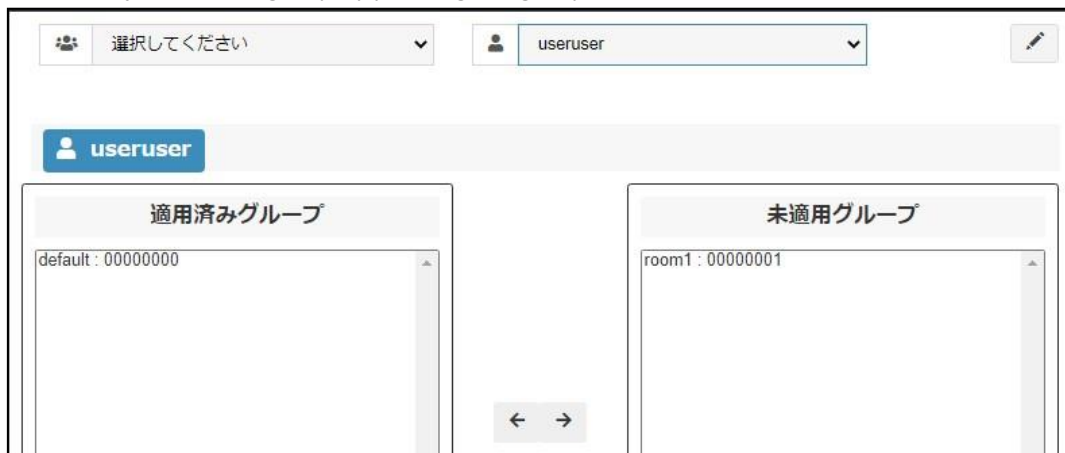 選択してください
useruser
useruser
適用済みグループ
未適用グループ
default : 00000000
room1 : 00000001